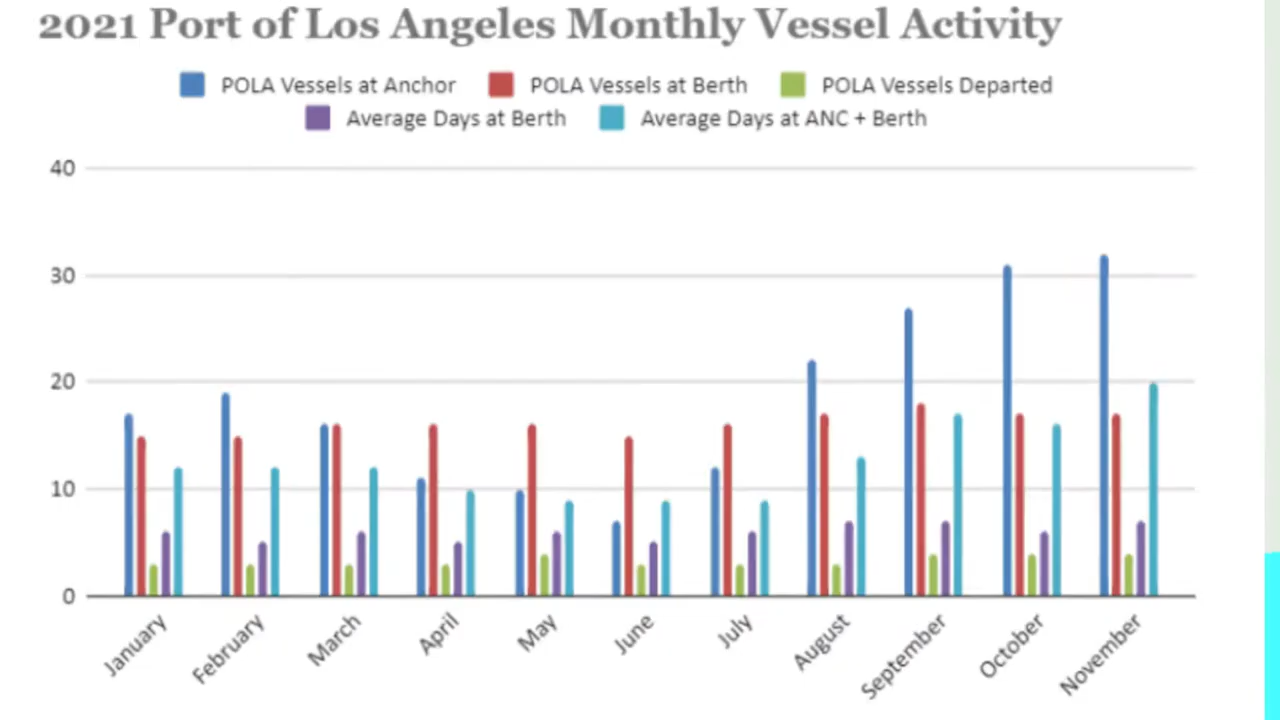 2021 Port of Los Angeles Monthly Vessel Activity
POLA Vessels at Anchor POLA Vessels at Berth POLA Vessels Departed
Average Days at Berth Average Days at ANC + Berth
40
30
20
10
0
January February March April May June July August September October November